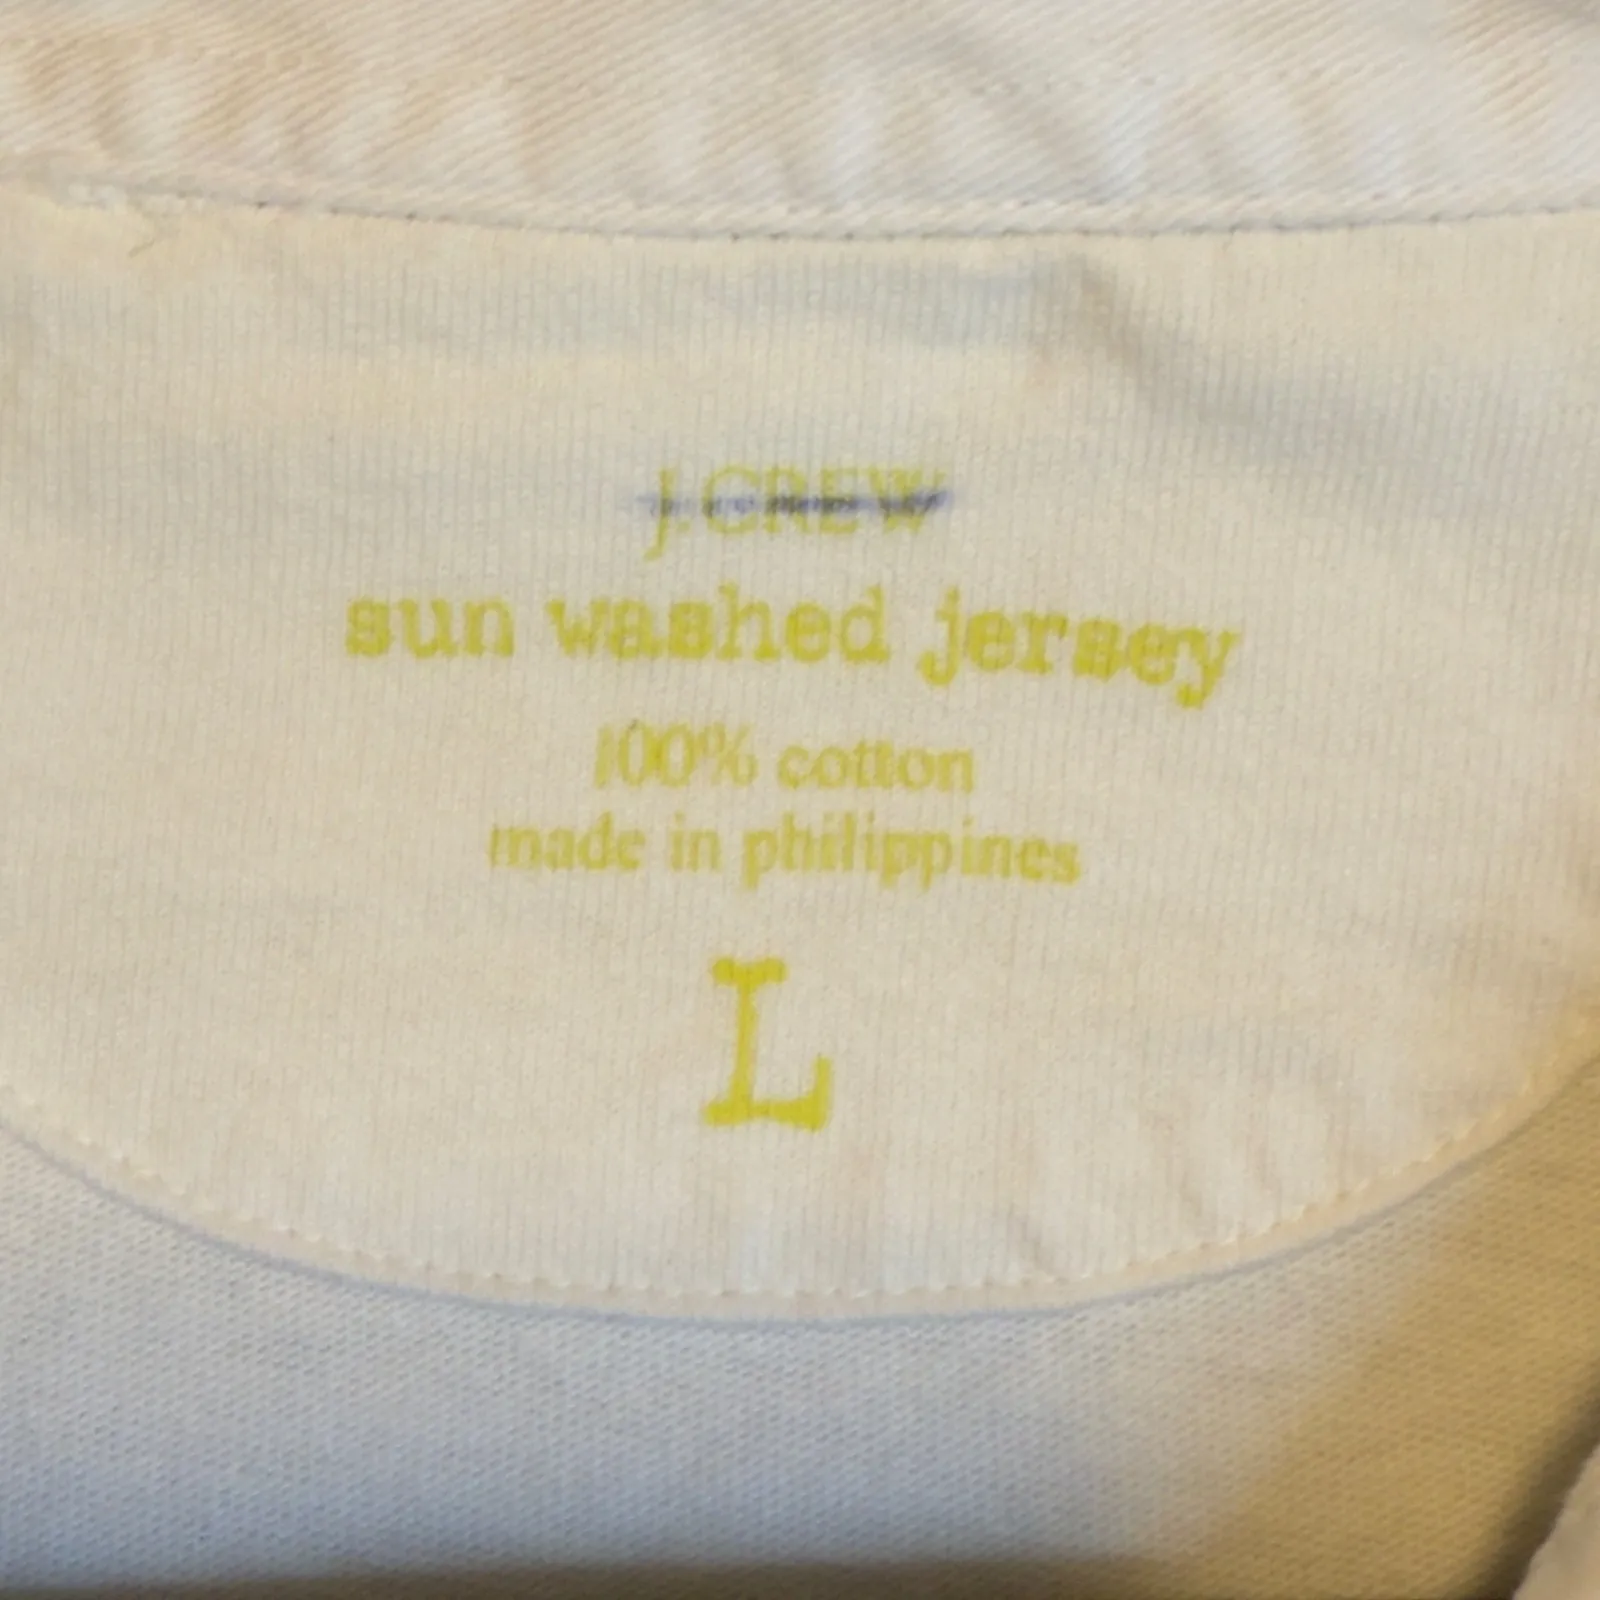 J.CREW
sun washed jersey
100% cotton
made in philippines
L